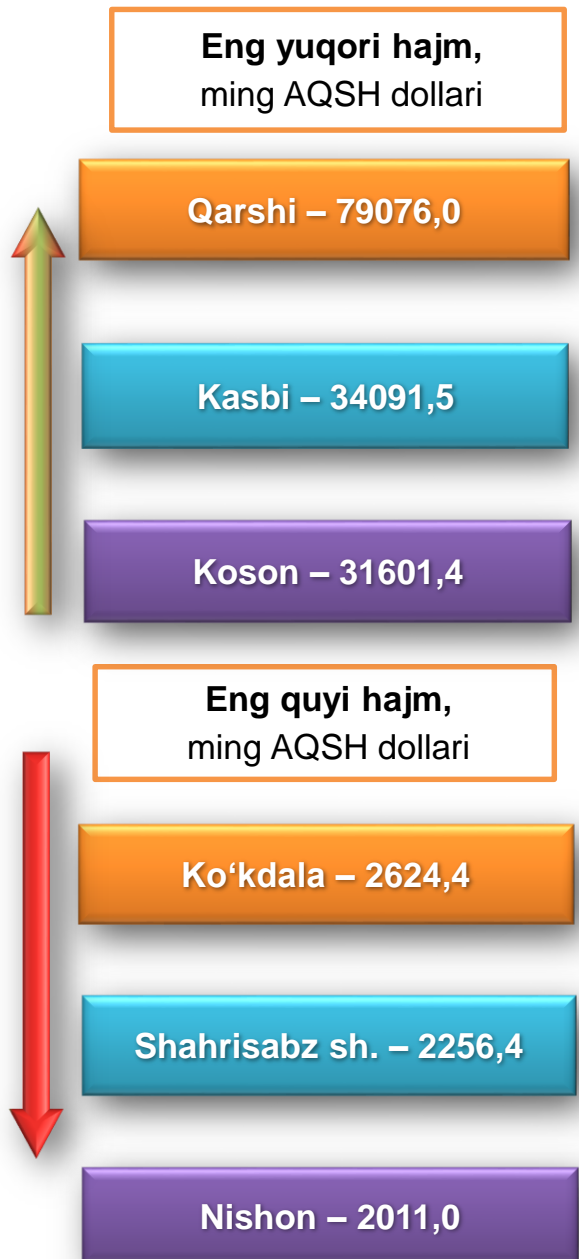 Eng yuqori hajm,
ming AQSH dollari
Qarshi – 79076,0
Kasbi – 34091,5
Koson – 31601,4
Eng quyi hajm,
ming AQSH dollari
Ko‘kdala – 2624,4
Shahrisabz sh. – 2256,4
Nishon – 2011,0